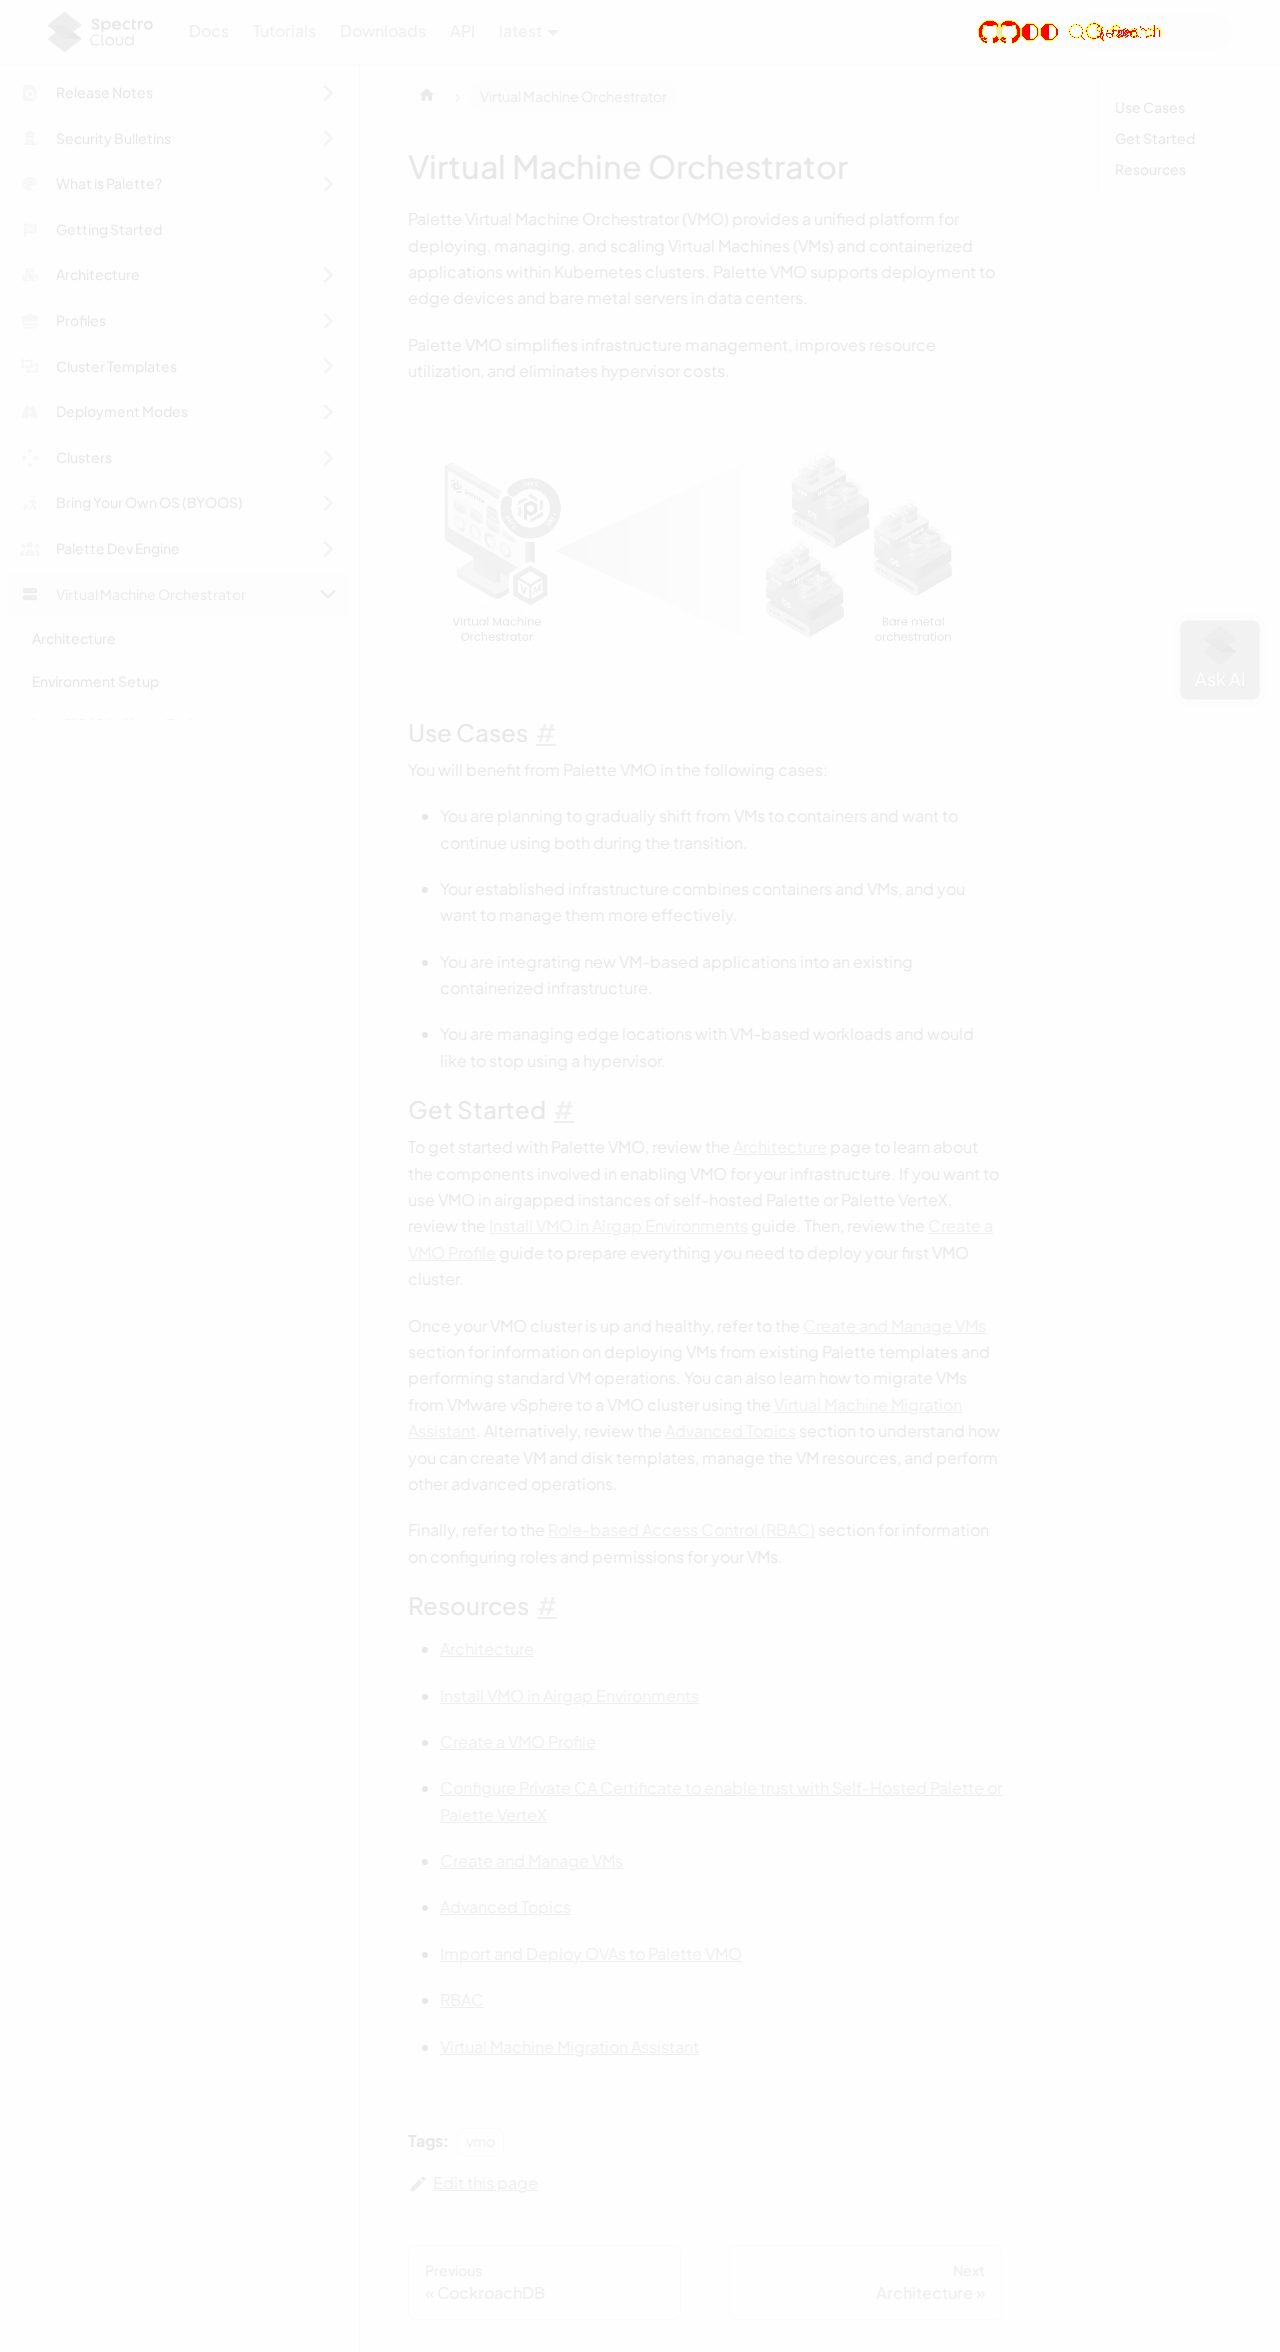 Spectro
Cloud
Docs
Tutorials
Downloads
API
latest
Release Notes
Security Bulletins
What is Palette?
Getting Started
Architecture
Profiles
Cluster Templates
Deployment Modes
Clusters
Bring Your Own OS (BYOOS)
Palette Dev Engine
Virtual Machine Orchestrator
Architecture
Environment Setup
Virtual Machine Orchestrator
Virtual Machine Orchestrator
Palette Virtual Machine Orchestrator (VMO) provides a unified platform for
deploying, managing, and scaling Virtual Machines (VMs) and containerized
applications within Kubernetes clusters. Palette VMO supports deployment to
edge devices and bare metal servers in data centers.
Palette VMO simplifies infrastructure management, improves resource
utilization, and eliminates hypervisor costs.
Virtual Machine
Orchestrator
Bare metal
orchestration
Use Cases #
You will benefit from Palette VMO in the following cases:
• You are planning to gradually shift from VMs to containers and want to
continue using both during the transition.
• Your established infrastructure combines containers and VMs, and you
want to manage them more effectively.
• You are integrating new VM-based applications into an existing
containerized infrastructure.
• You are managing edge locations with VM-based workloads and would
like to stop using a hypervisor.
Get Started #
To get started with Palette VMO, review the Architecture page to learn about
the components involved in enabling VMO for your infrastructure. If you want to
use VMO in airgapped instances of self-hosted Palette or Palette VerteX,
review the Install VMO in Airgap Environments guide. Then, review the Create a
VMO Profile guide to prepare everything you need to deploy your first VMO
cluster.
Once your VMO cluster is up and healthy, refer to the Create and Manage VMs
section for information on deploying VMs from existing Palette templates and
performing standard VM operations. You can also learn how to migrate VMs
from VMware vSphere to a VMO cluster using the Virtual Machine Migration
Assistant. Alternatively, review the Advanced Topics section to understand how
you can create VM and disk templates, manage the VM resources, and perform
other advanced operations.
Finally, refer to the Role-based Access Control (RBAC) section for information
on configuring roles and permissions for your VMs.
Resources #
• Architecture
• Install VMO in Airgap Environments
• Create a VMO Profile
• Configure Private CA Certificate to enable trust with Self-Hosted Palette or
Palette VerteX
• Create and Manage VMs
• Advanced Topics
• Import and Deploy OVAs to Palette VMO
• RBAC
• Virtual Machine Migration Assistant
Tags: vmo
Edit this page
Previous
« CockroachDB
Next
Architecture »
Use Cases
Get Started
Resources
Ask AI